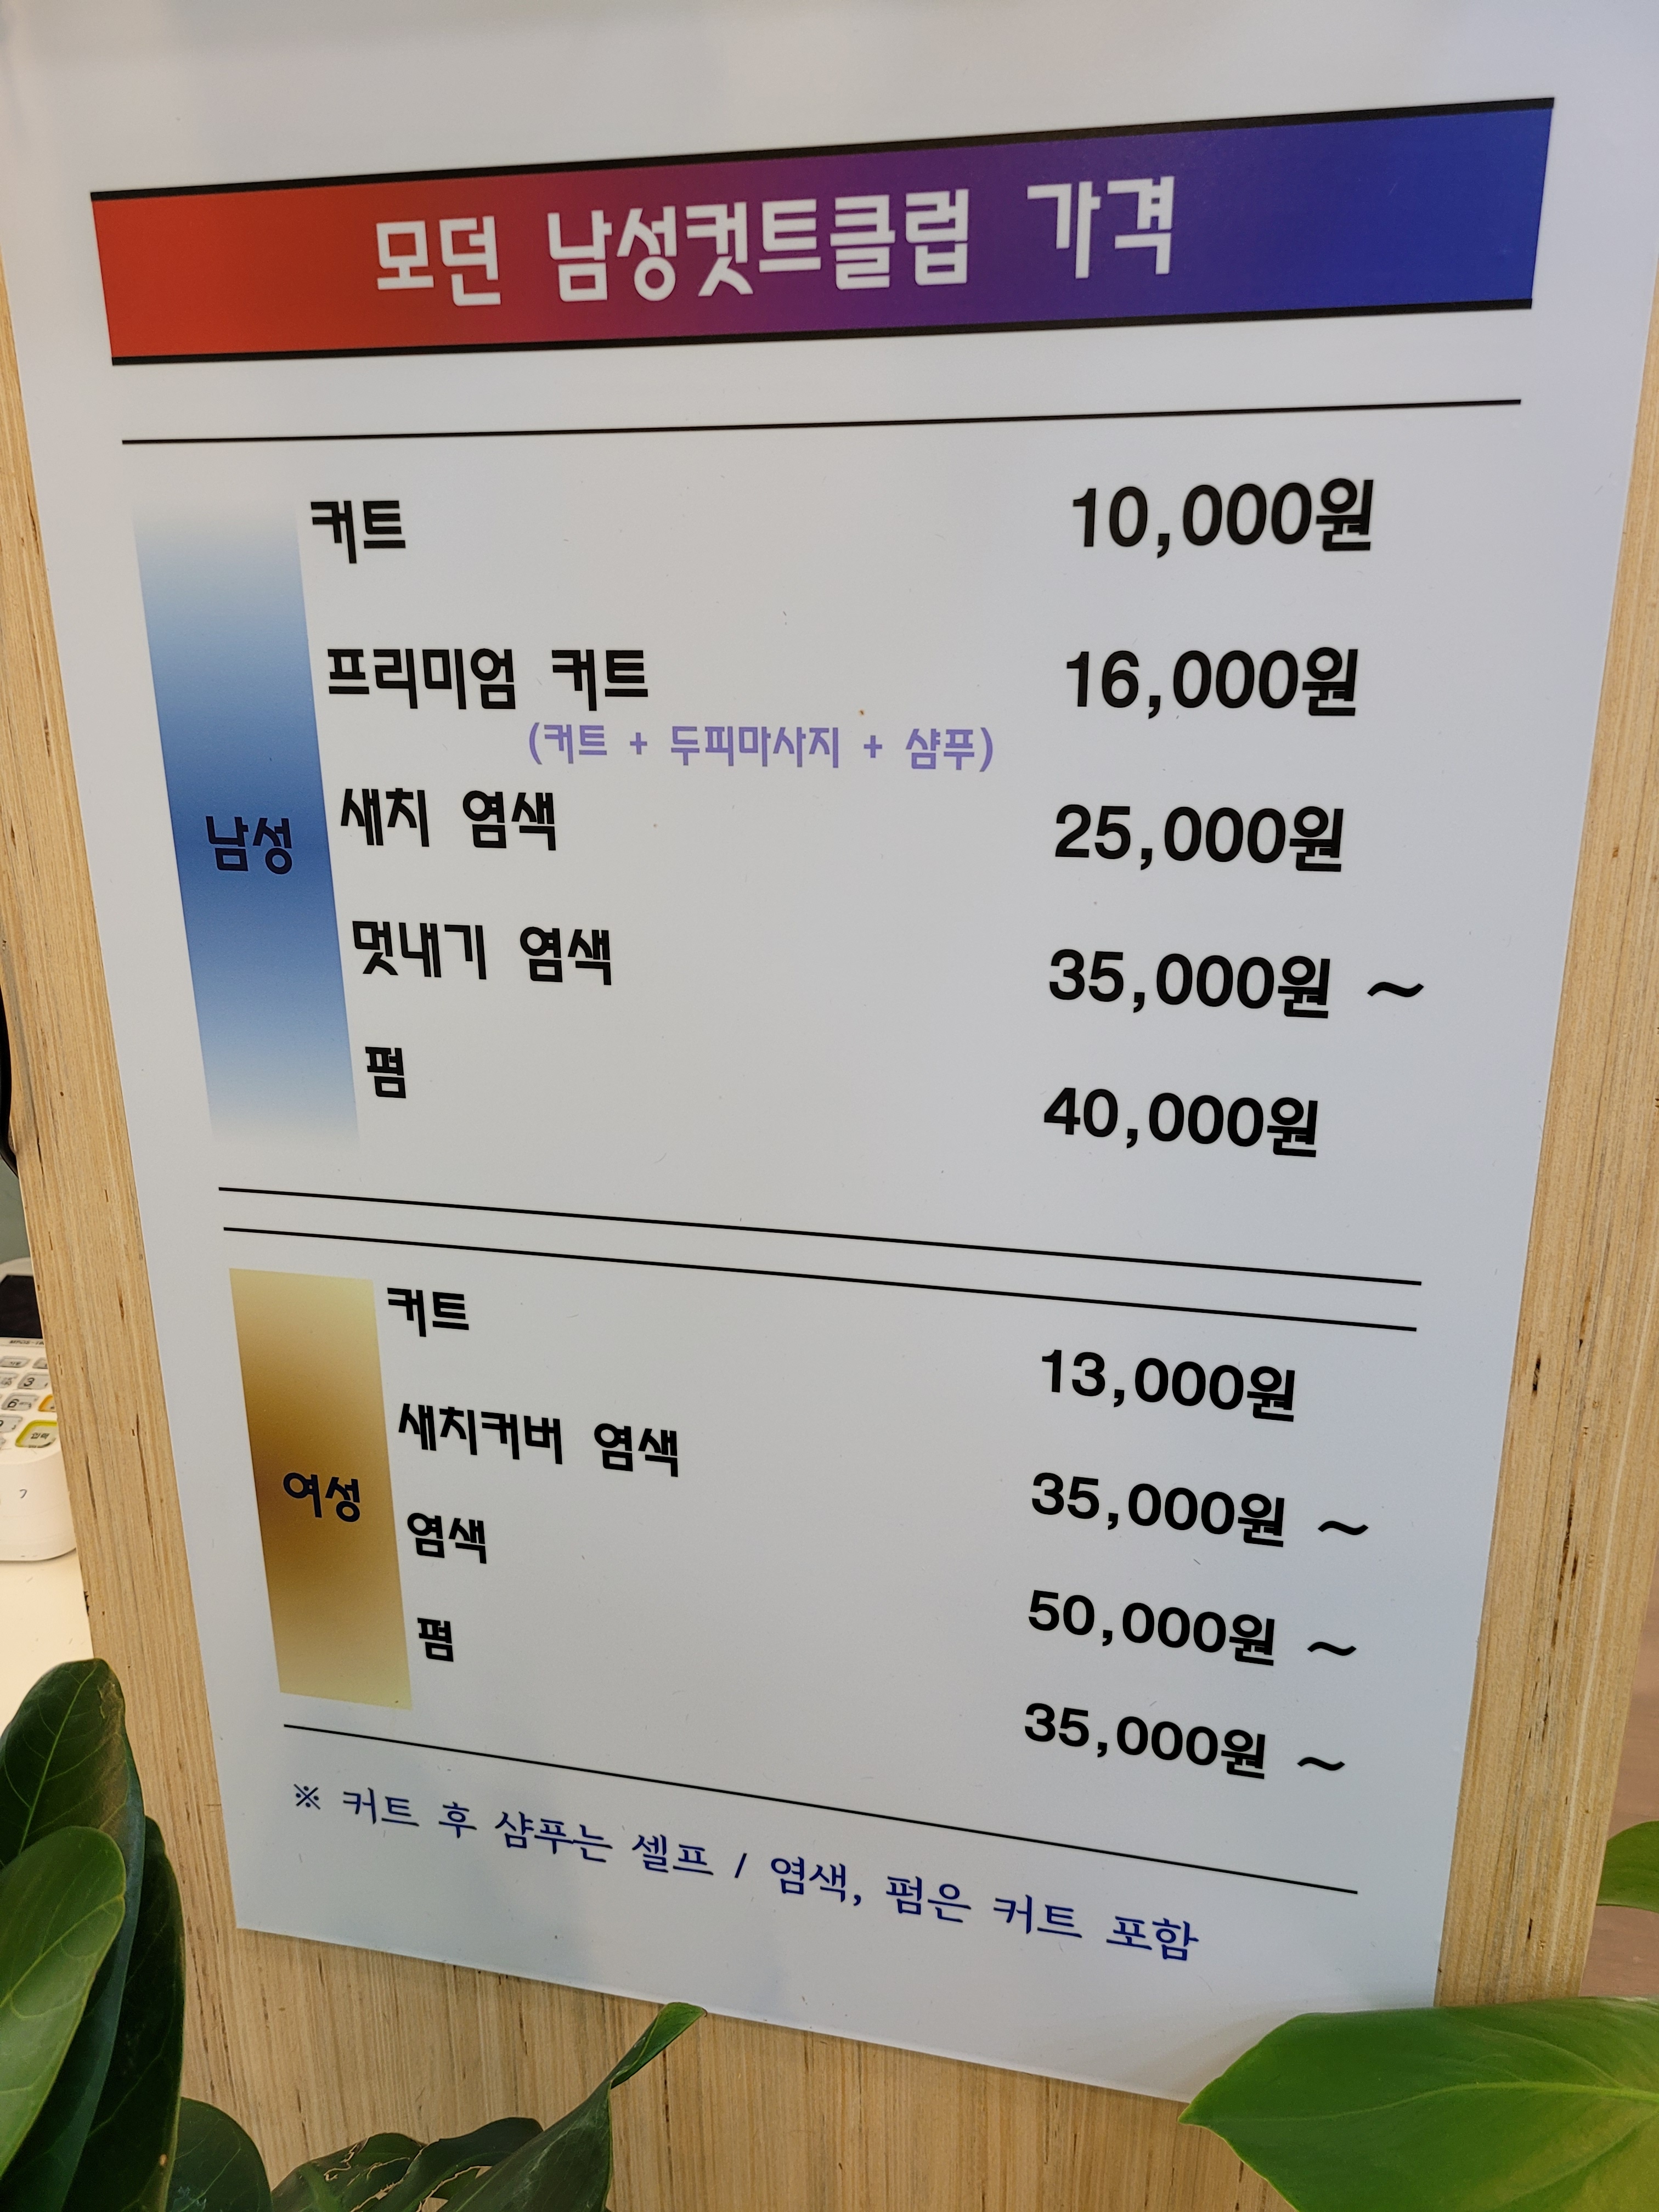 모던 남성컷트클럽 가격
남성
커트 10,000원
프리미엄 커트 16,000원
(커트 + 두피마사지 + 샴푸)
새치 염색 25,000원
멋내기 염색 35,000원 ~
펌 40,000원
여성
커트 13,000원
새치커버 염색 35,000원 ~
염색 50,000원 ~
펌 35,000원 ~
※ 커트 후 샴푸는 셀프 / 염색, 펌은 커트 포함